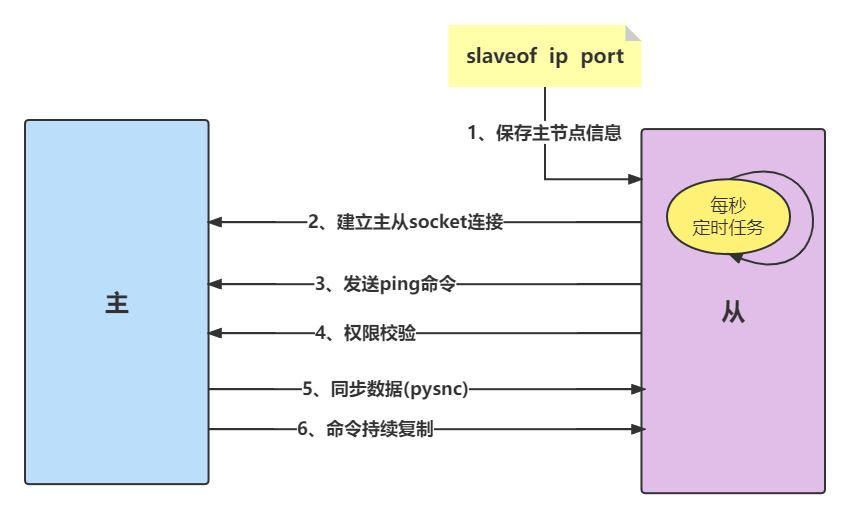 slaveof ip port
1、保存主节点信息
每秒
定时任务
2、建立主从socket连接
3、发送ping命令
主
从
4、权限校验
5、同步数据(pysnc)
6、命令持续复制